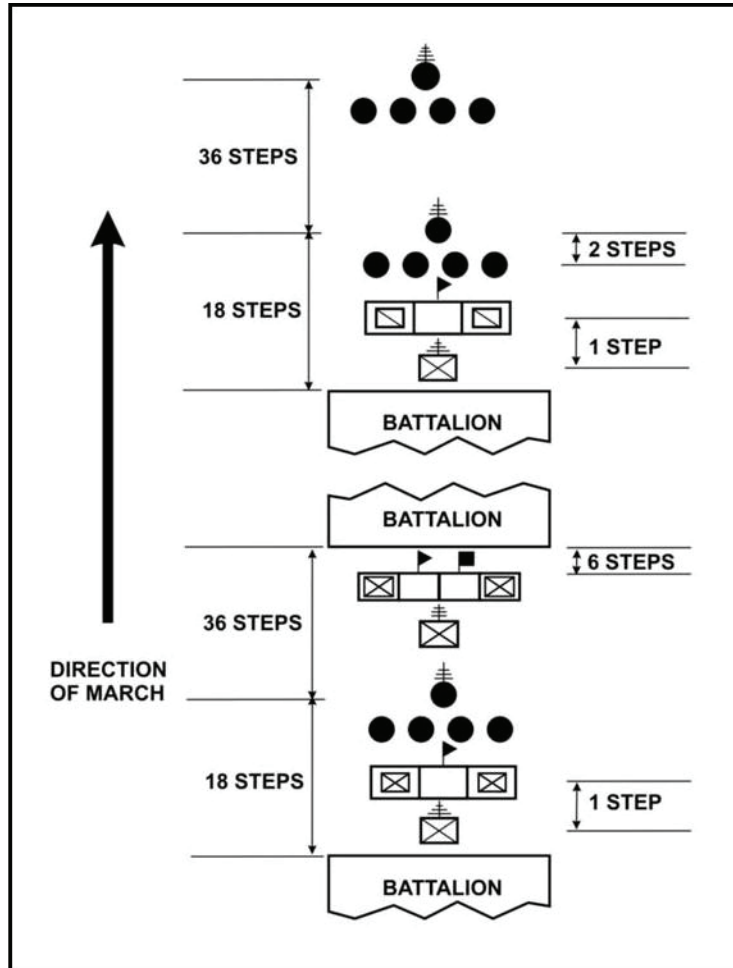 36 STEPS
2 STEPS
18 STEPS
1 STEP
BATTALION
BATTALION
6 STEPS
36 STEPS
DIRECTION
OF MARCH
18 STEPS
1 STEP
BATTALION